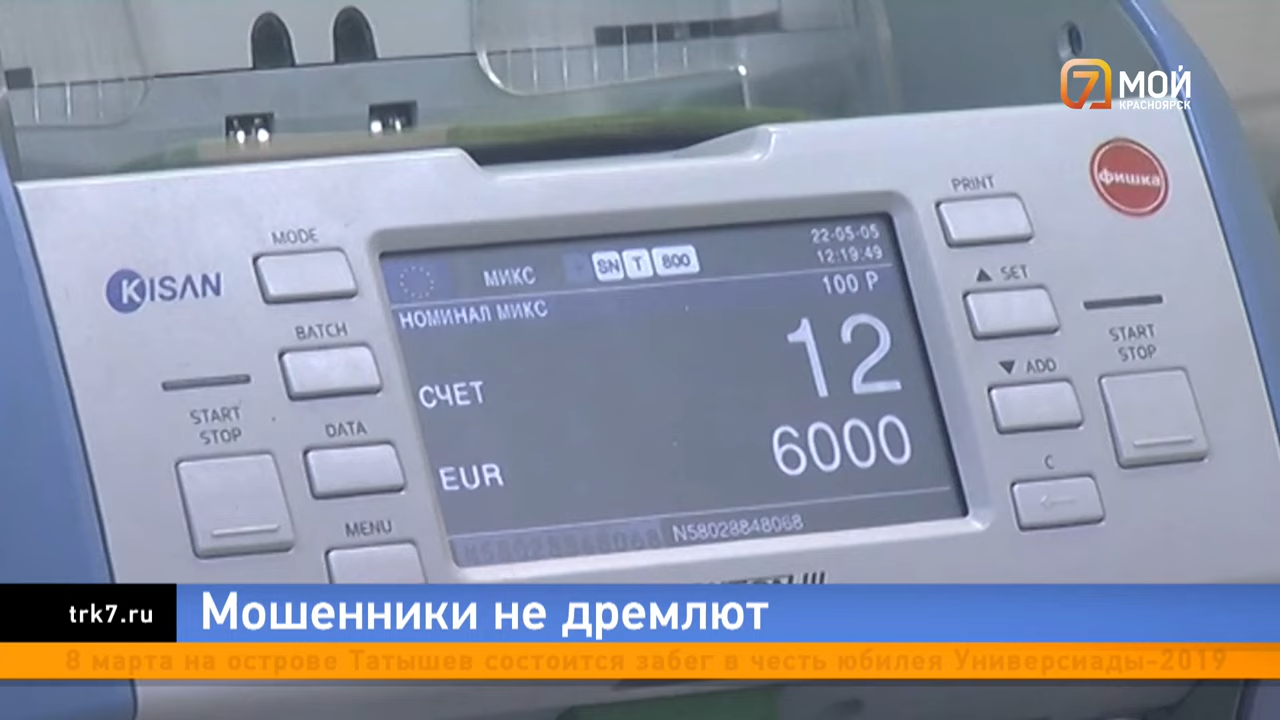 7 МОЙ
КРАСНОЯРСК
фишка
PRINT
MODE
KISAN
22-05-05
12:19:49
МИКС
SN T 800
100 Р
НОМИНАЛ МИКС
▲ SET
12
BATCH
СЧЕТ
START
STOP
▼ ADD
START
STOP
DATA
6000
EUR
C
MENU
N58028848068
trk7.ru
Мошенники не дремлют
8 марта на острове Татышев состоится забег в честь юбилея Универсиады-2019